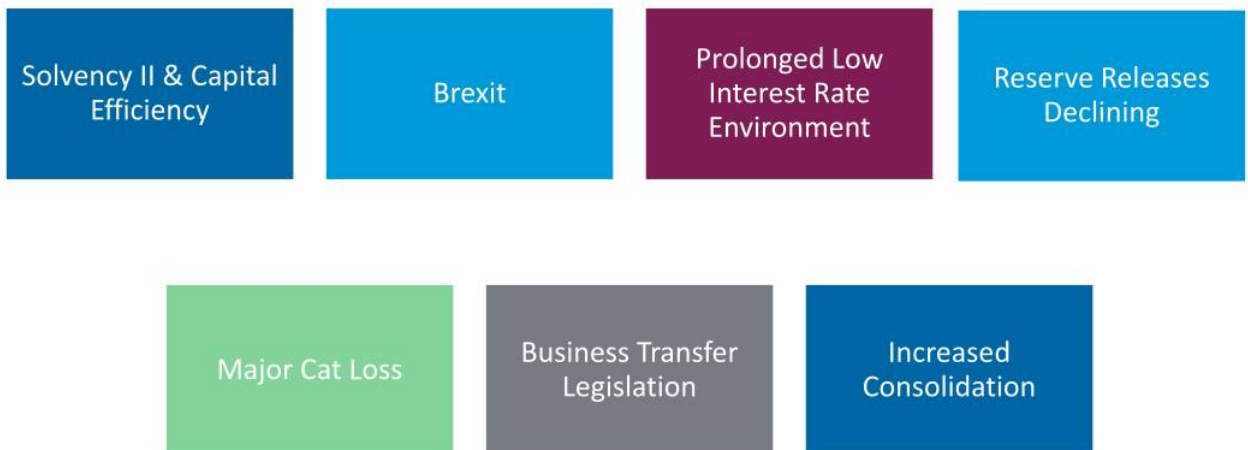 Solvency II & Capital
Efficiency
Brexit
Prolonged Low
Interest Rate
Environment
Reserve Releases
Declining
Major Cat Loss
Business Transfer
Legislation
Increased
Consolidation